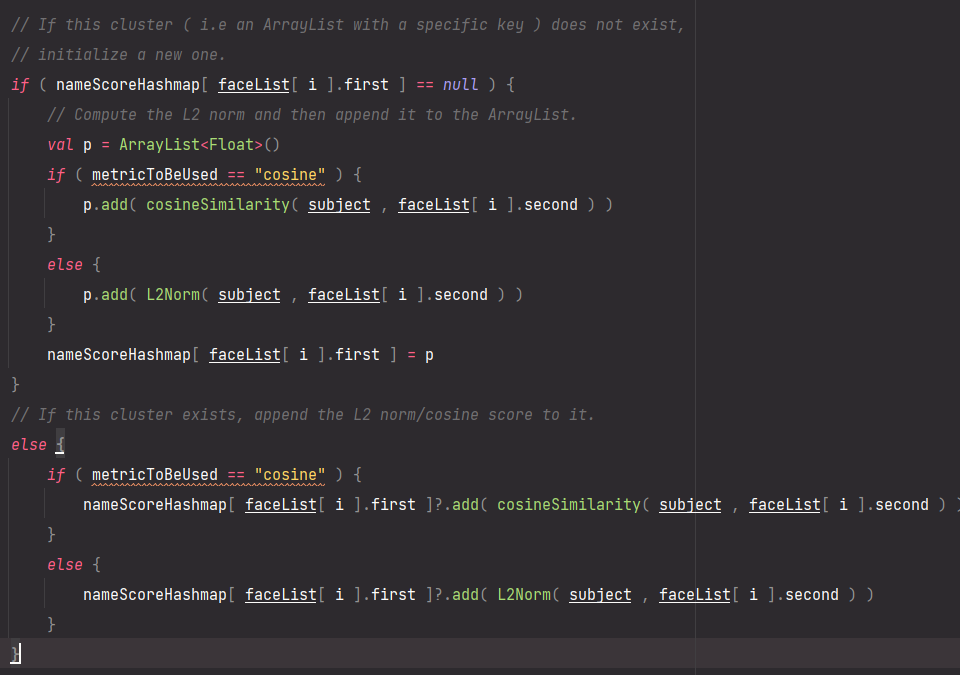 // If this cluster ( i.e an ArrayList with a specific key ) does not exist,
// initialize a new one.
if ( nameScoreHashmap[ faceList[ i ].first ] == null ) {
    // Compute the L2 norm and then append it to the ArrayList.
    val p = ArrayList<Float>()
    if ( metricToBeUsed == "cosine" ) {
        p.add( cosineSimilarity( subject , faceList[ i ].second ) )
    }
    else {
        p.add( L2Norm( subject , faceList[ i ].second ) )
    }
    nameScoreHashmap[ faceList[ i ].first ] = p
}
// If this cluster exists, append the L2 norm/cosine score to it.
else {
    if ( metricToBeUsed == "cosine" ) {
        nameScoreHashmap[ faceList[ i ].first ]?.add( cosineSimilarity( subject , faceList[ i ].second ) )
    }
    else {
        nameScoreHashmap[ faceList[ i ].first ]?.add( L2Norm( subject , faceList[ i ].second ) )
    }
}